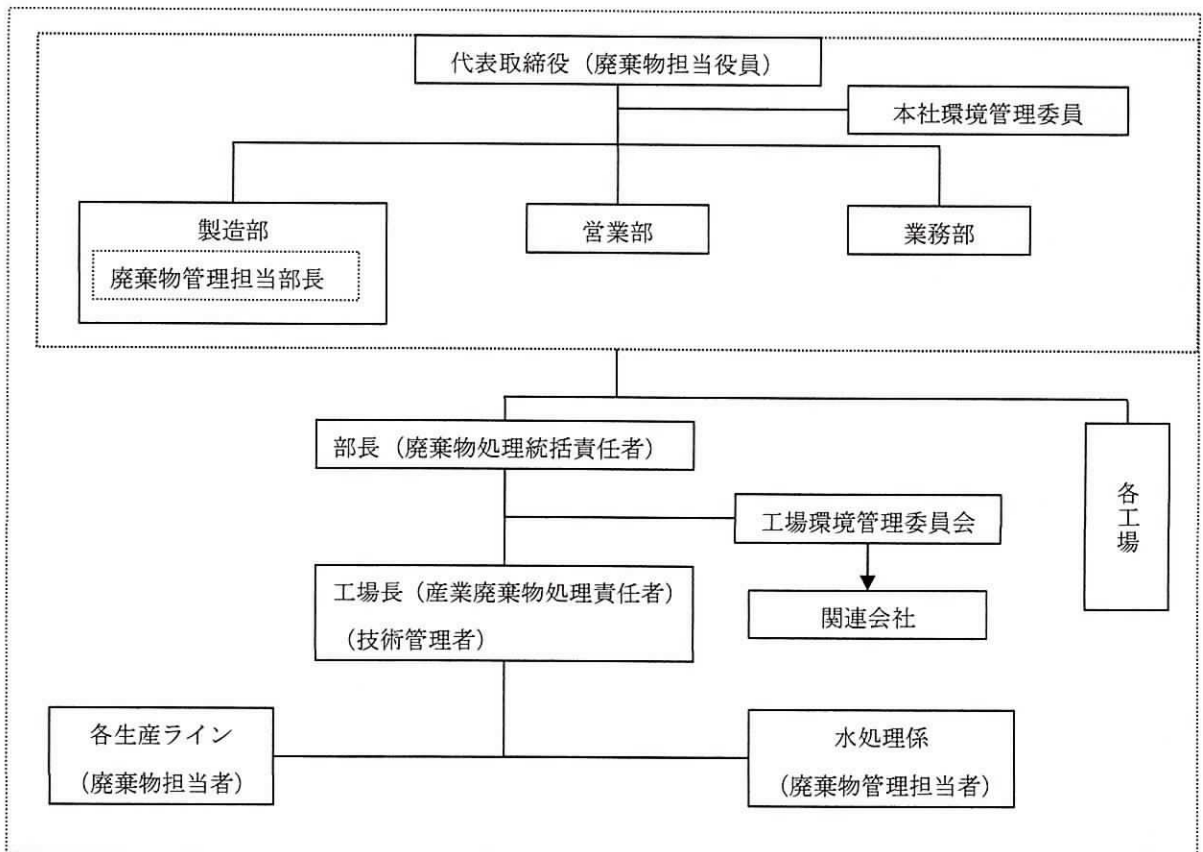 代表取締役（廃棄物担当役員）
本社環境管理委員
製造部
廃棄物管理担当部長
営業部
業務部
部長（廃棄物処理統括責任者）
各工場
工場環境管理委員会
工場長（産業廃棄物処理責任者）
（技術管理者）
関連会社
各生産ライン
（廃棄物担当者）
水処理係
（廃棄物管理担当者）